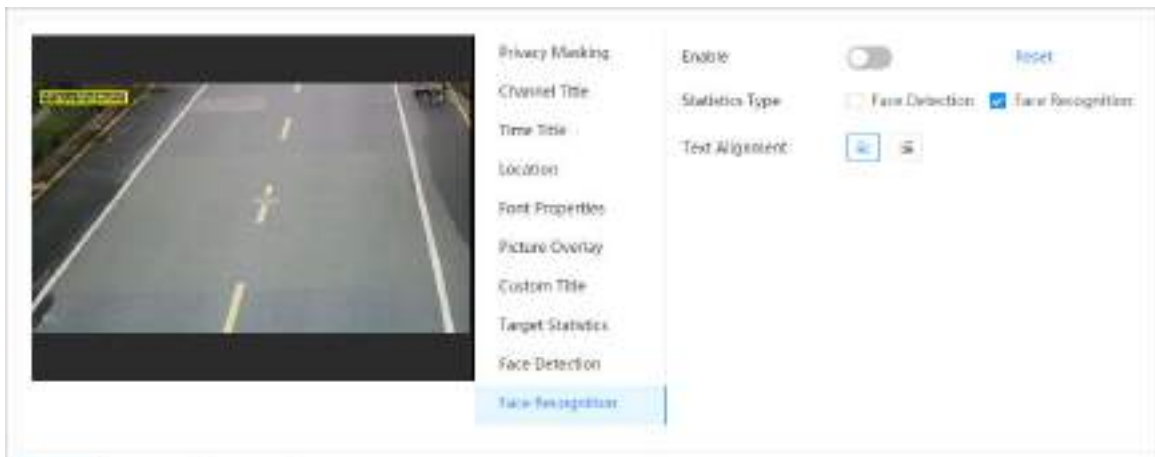 Privacy Masking
Channel Title
Time Title
Location
Font Properties
Picture Overlay
Custom Title
Target Statistics
Face Detection
Face Recognition
Enable
Reset
Statistics Type
Face Detection
Face Recognition
Text Alignment